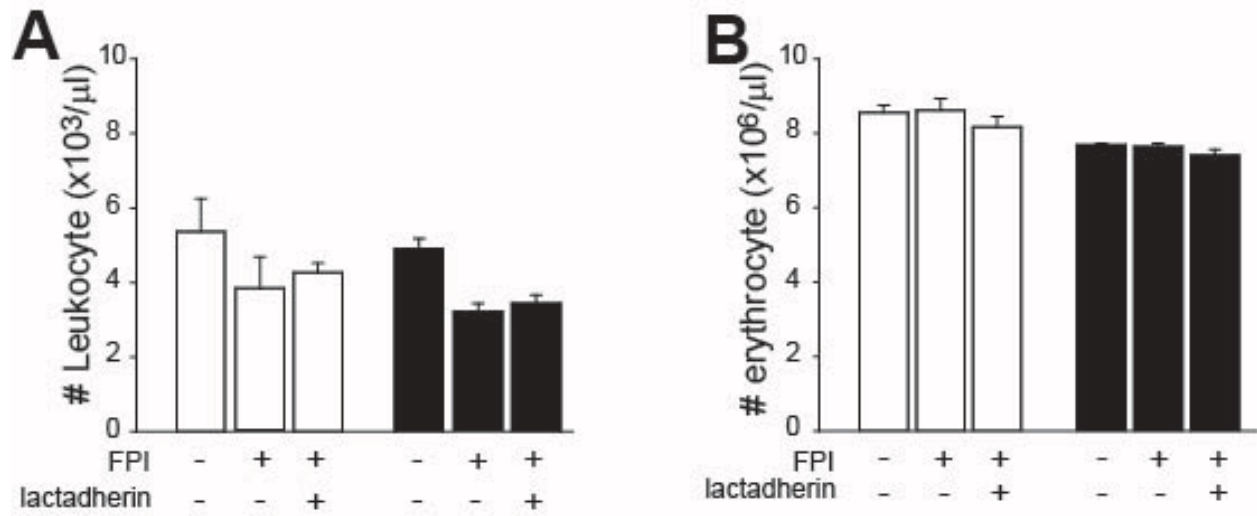 A
# Leukocyte (x10³/μl)
10
8
6
4
2
0
FPI - + + - + +
lactadherin - - + - - +
B
# erythrocyte (x10⁶/μl)
10
8
6
4
2
0
FPI - + + - + +
lactadherin - - + - - +